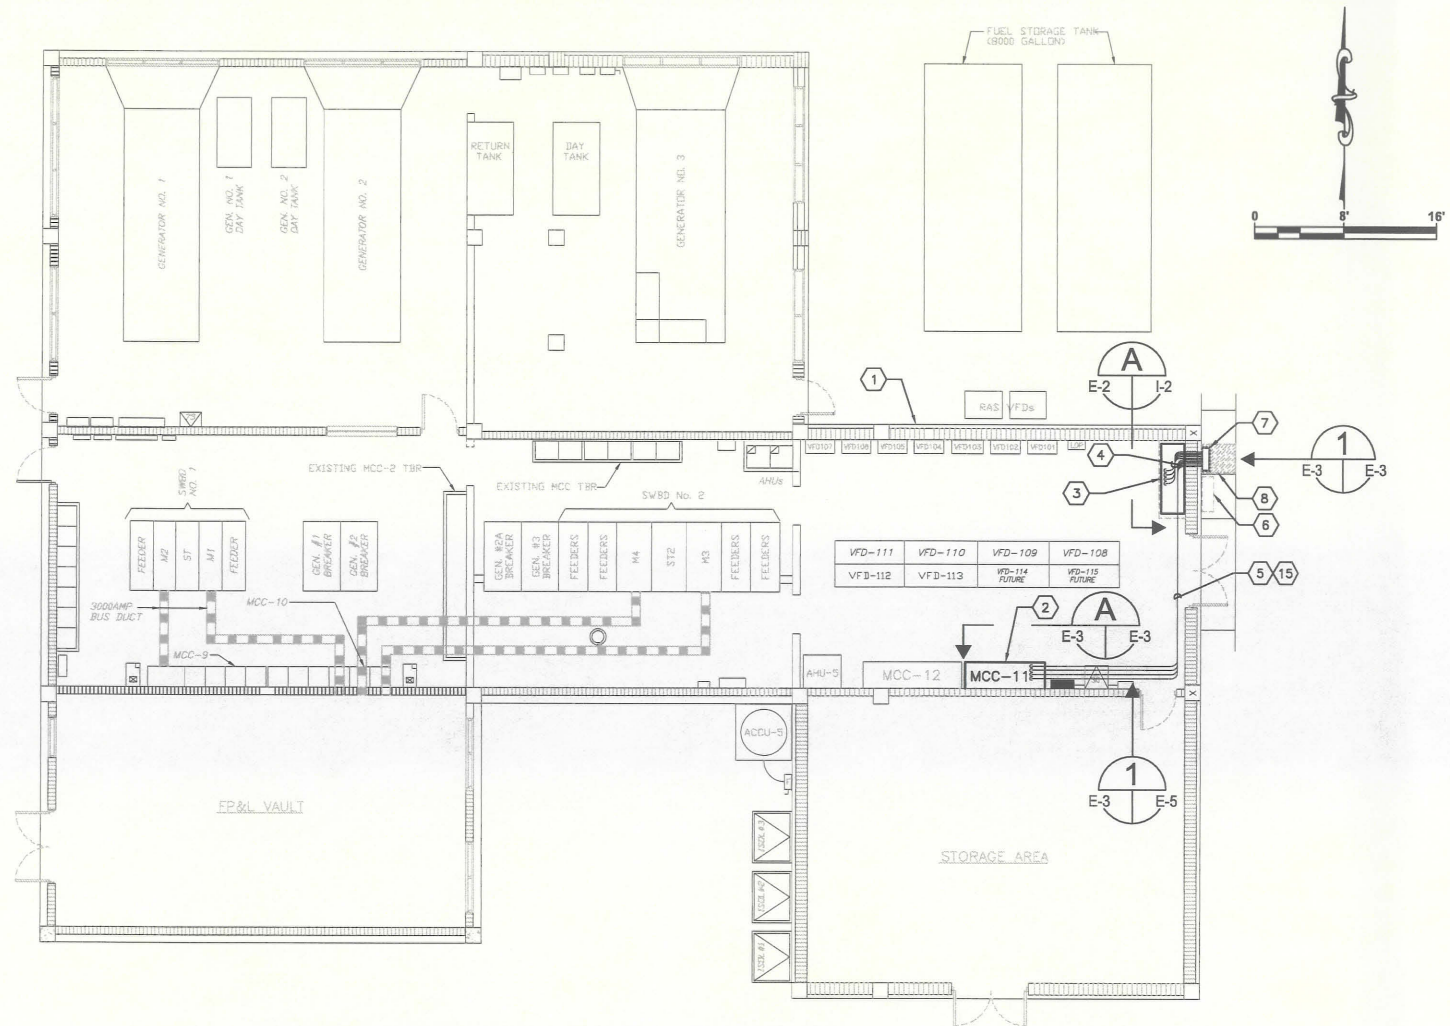 FUEL STORAGE TANK
(8000 GALLON)
0 8' 16'
RETURN
TANK
DAY
TANK
GENERATOR NO. 1
GEN. NO. 1
DAY TANK
GEN. NO. 2
DAY TANK
GENERATOR NO. 2
GENERATOR NO. 3
A
E-2 I-2
1
RAS VFDs
7
1
E-3 E-3
VFD107 VFD106 VFD105 VFD104 VFD103 VFD102 VFD101 LDP
4
3
8
6
EXISTING MCC-2 TBR
EXISTING MCC TBR
AHUs
SWBD
NO. 1
SWBD No. 2
FEEDER
M2
ST
M1
FEEDER
GEN. #1
BREAKER
GEN. #2
BREAKER
GEN. #2A
BREAKER
GEN. #3
BREAKER
FEEDERS
FEEDERS
M4
ST2
M3
FEEDERS
FEEDERS
VFD-111 VFD-110 VFD-109 VFD-108
VFD-112 VFD-113 VFD-114
FUTURE
VFD-115
FUTURE
5 15
3000AMP
BUS DUCT
MCC-10
2
A
E-3 E-3
MCC-9
AHU-5
MCC-12
MCC-11
X
X
ACCU-5
1
E-3 E-5
FP&L VAULT
STORAGE AREA